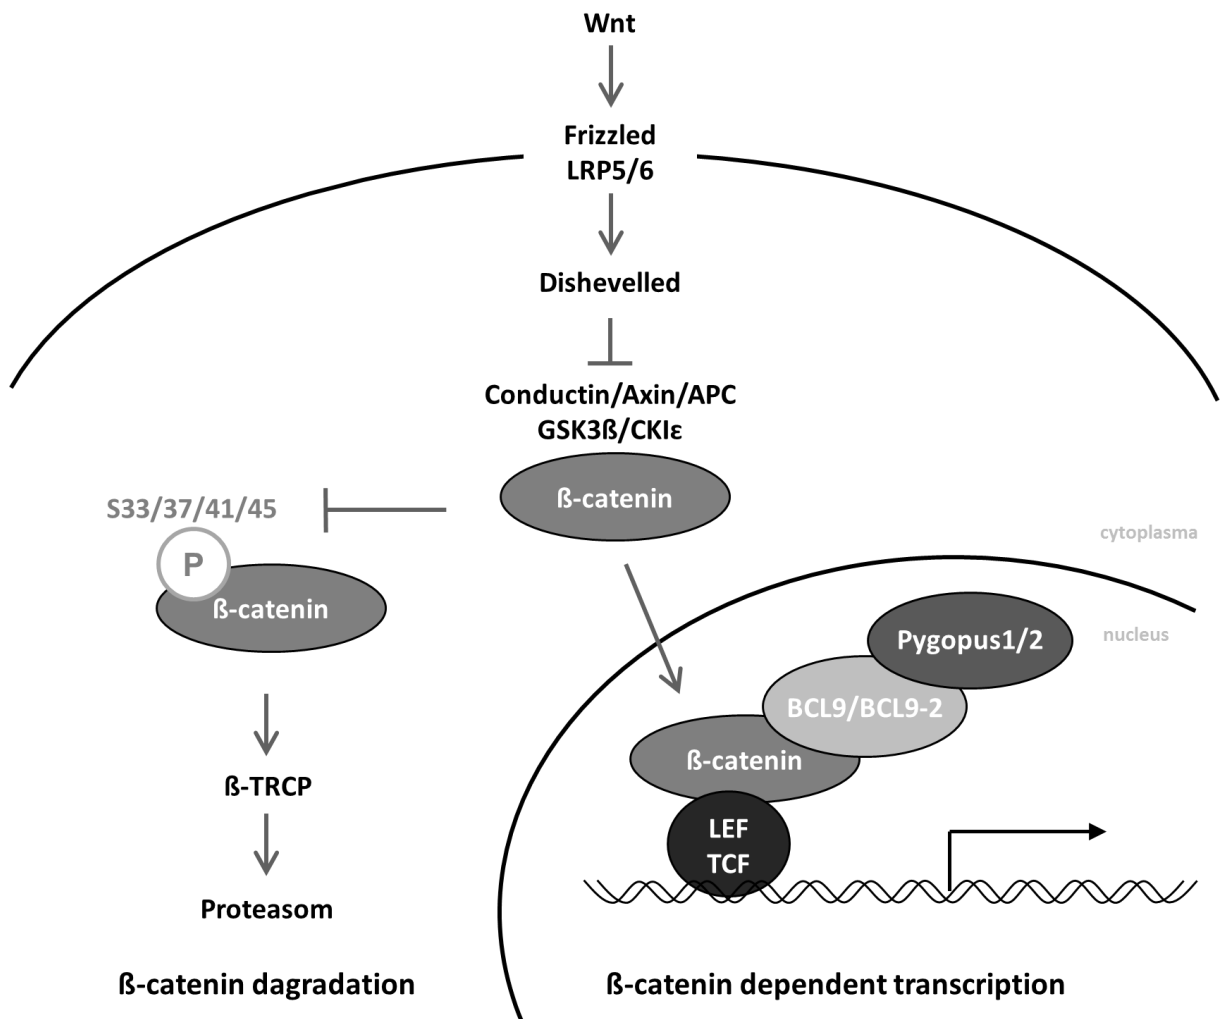 Wnt
Frizzled
LRP5/6
Dishevelled
Conductin/Axin/APC
GSK3ß/CKIε
ß-catenin
S33/37/41/45
P
ß-catenin
ß-TRCP
Proteasom
ß-catenin dagradation
cytoplasma
nucleus
Pygopus1/2
BCL9/BCL9-2
ß-catenin
LEF
TCF
ß-catenin dependent transcription